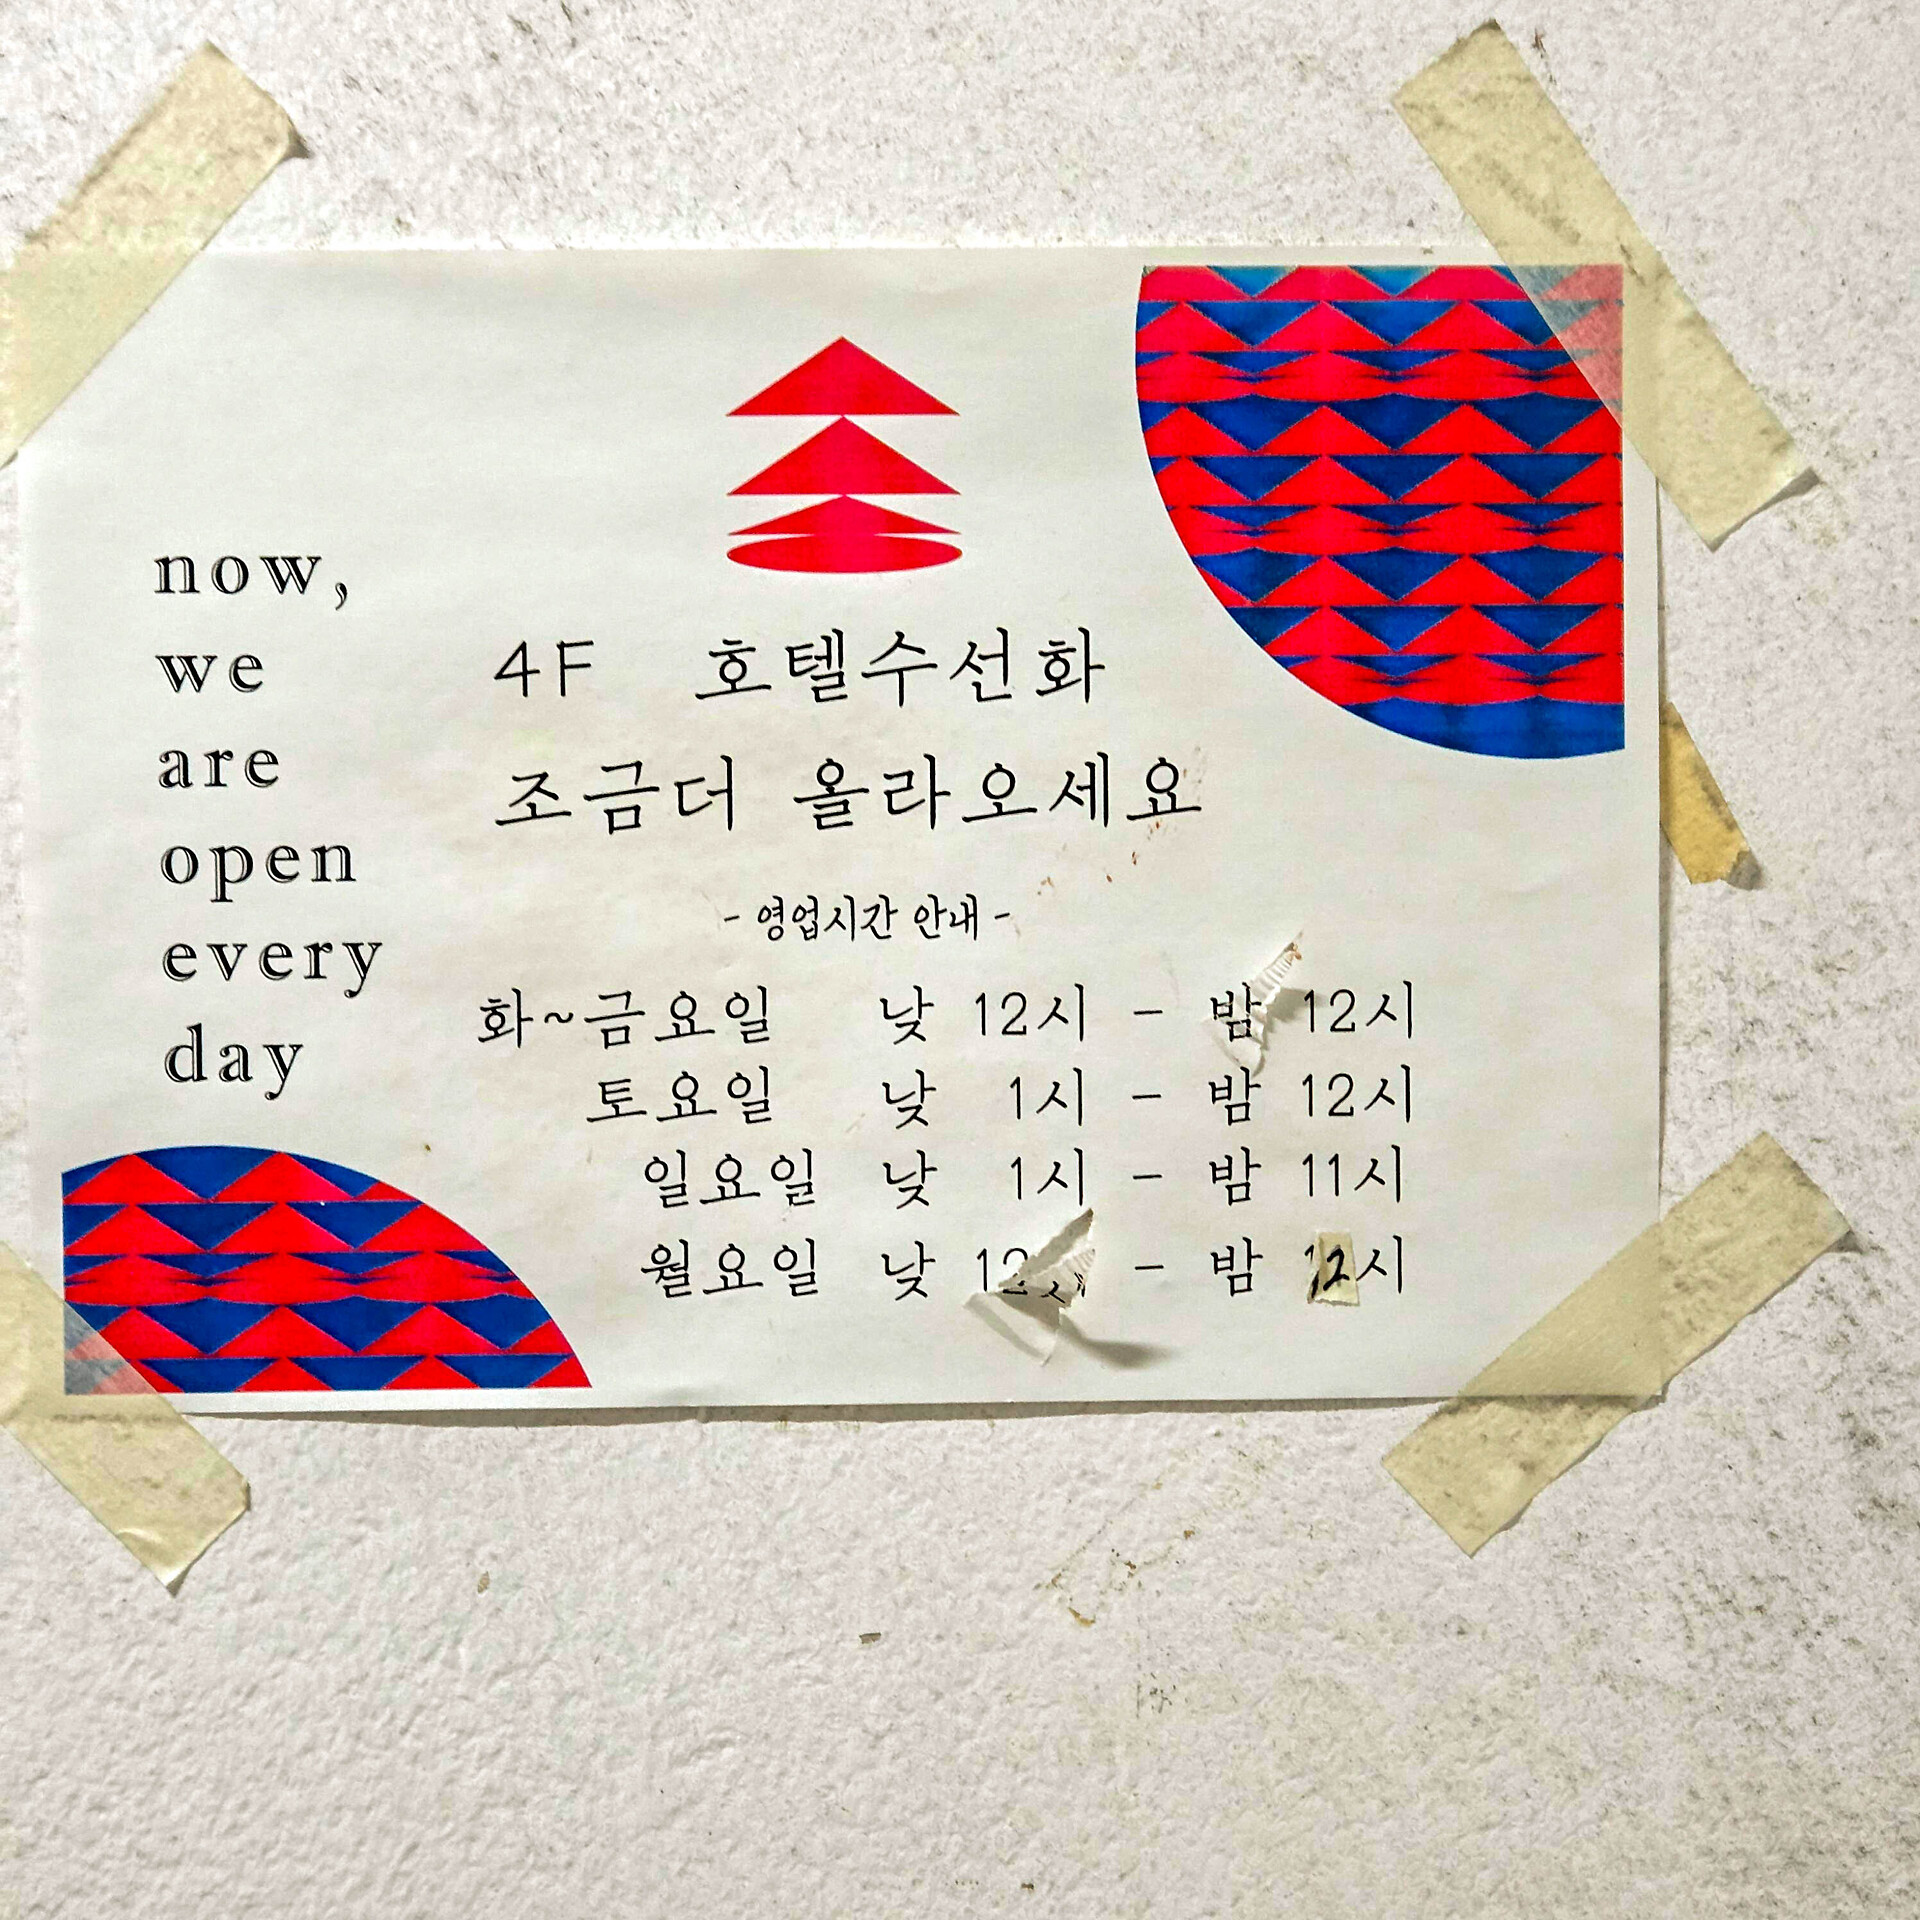 now,
we
are
open
every
day
4F 호텔수선화
조금더 올라오세요
- 영업시간 안내 -
화~금요일 낮 12시 - 밤 12시
토요일 낮 1시 - 밤 12시
일요일 낮 1시 - 밤 11시
월요일 낮 12시 - 밤 12시